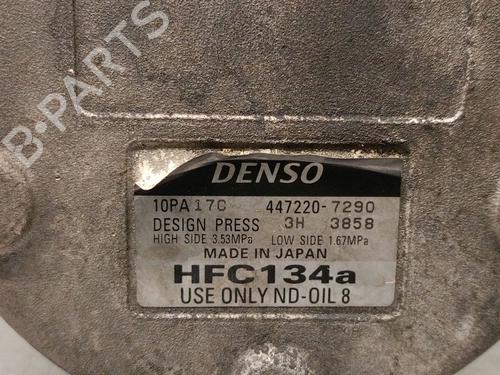 B-PARTS
DENSO
10PA17C 447220-7290
DESIGN PRESS 3H 3858
HIGH SIDE 3.53MPa LOW SIDE 1.67MPa
MADE IN JAPAN
HFC134a
USE ONLY ND-OIL 8